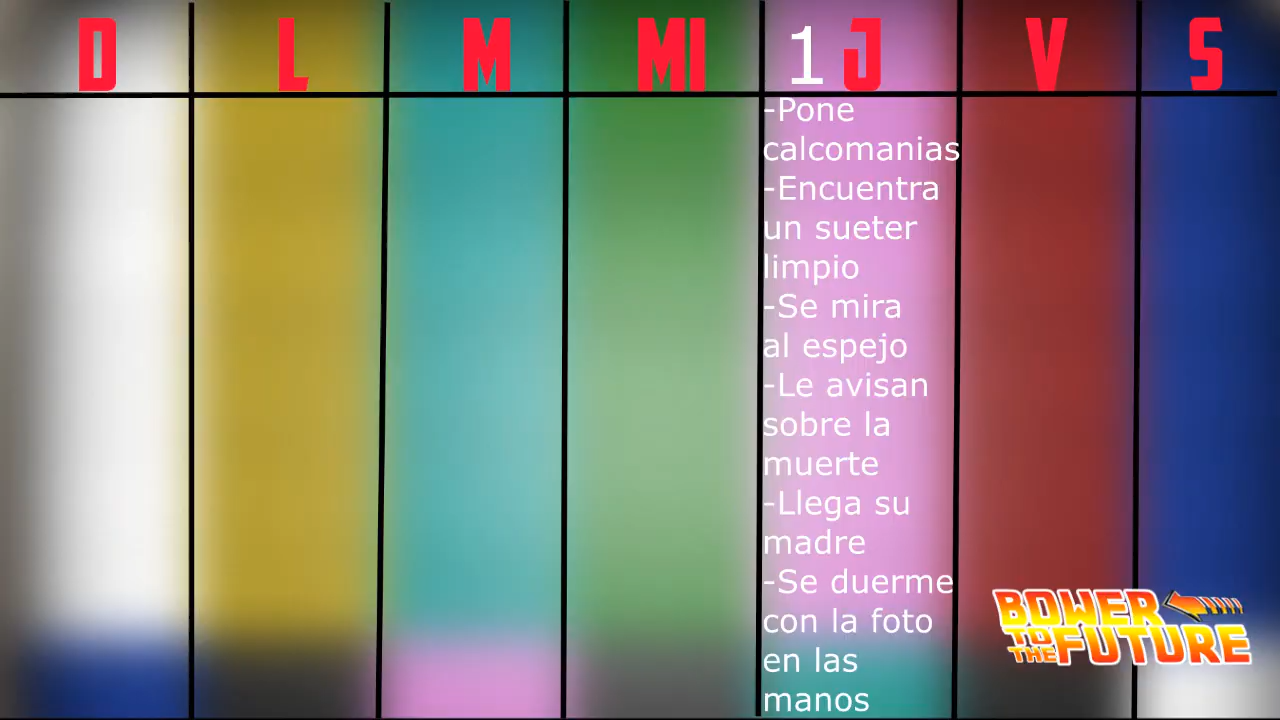 D L M MI 1 J V S
-Pone
calcomanias
-Encuentra
un sueter
limpio
-Se mira
al espejo
-Le avisan
sobre la
muerte
-Llega su
madre
-Se duerme
con la foto
en las
manos
BOWER
TO
THE FUTURE